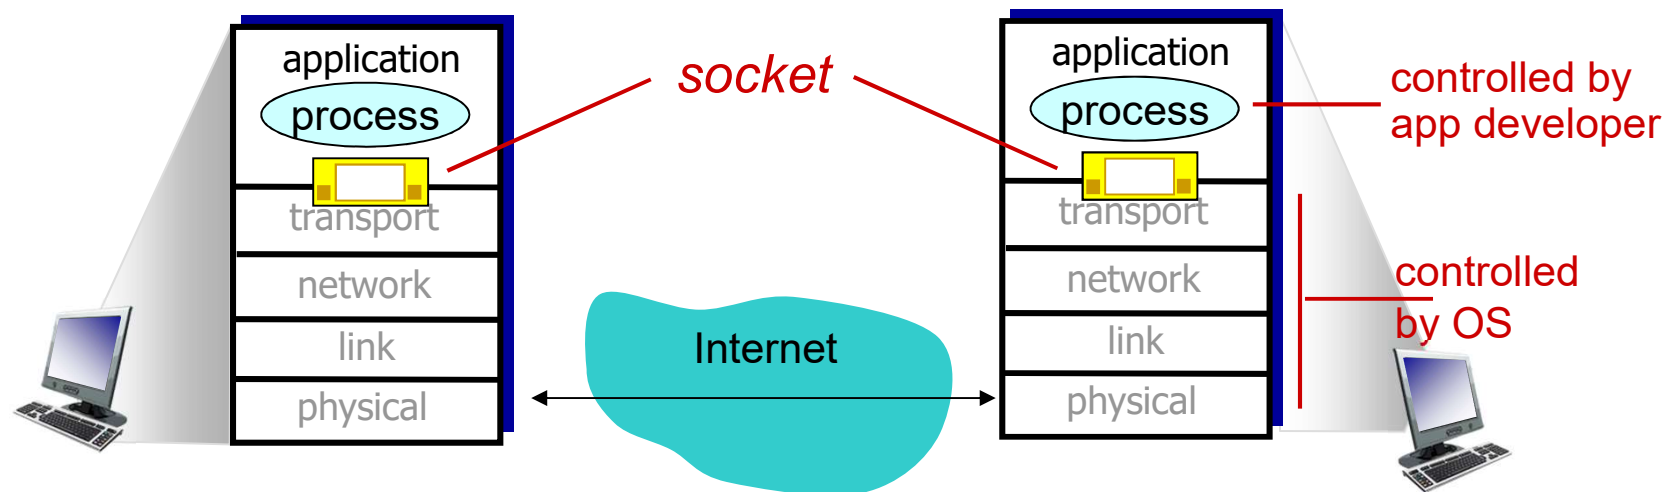 application
process
transport
network
link
physical
socket
Internet
application
process
transport
network
link
physical
controlled by
app developer
controlled
by OS